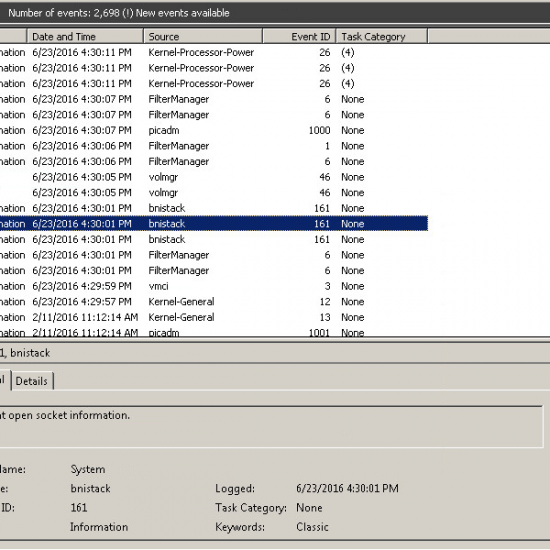 Number of events: 2,698 (!) New events available
Date and Time Source Event ID Task Category
mation 6/23/2016 4:30:11 PM Kernel-Processor-Power 26 (4)
mation 6/23/2016 4:30:11 PM Kernel-Processor-Power 26 (4)
mation 6/23/2016 4:30:11 PM Kernel-Processor-Power 26 (4)
mation 6/23/2016 4:30:07 PM FilterManager 6 None
mation 6/23/2016 4:30:07 PM FilterManager 6 None
mation 6/23/2016 4:30:07 PM picadm 1000 None
mation 6/23/2016 4:30:06 PM FilterManager 1 None
mation 6/23/2016 4:30:06 PM FilterManager 6 None
6/23/2016 4:30:05 PM volmgr 46 None
6/23/2016 4:30:05 PM volmgr 46 None
mation 6/23/2016 4:30:01 PM bnistack 161 None
mation 6/23/2016 4:30:01 PM bnistack 161 None
mation 6/23/2016 4:30:01 PM bnistack 161 None
mation 6/23/2016 4:30:01 PM FilterManager 6 None
mation 6/23/2016 4:30:01 PM FilterManager 6 None
mation 6/23/2016 4:29:59 PM vmci 3 None
mation 6/23/2016 4:29:57 PM Kernel-General 12 None
mation 2/11/2016 11:12:14 AM Kernel-General 13 None
mation 2/11/2016 11:12:14 AM picadm 1001 None
1, bnistack
al Details
at open socket information.
Name: System
e: bnistack Logged: 6/23/2016 4:30:01 PM
ID: 161 Task Category: None
Information Keywords: Classic